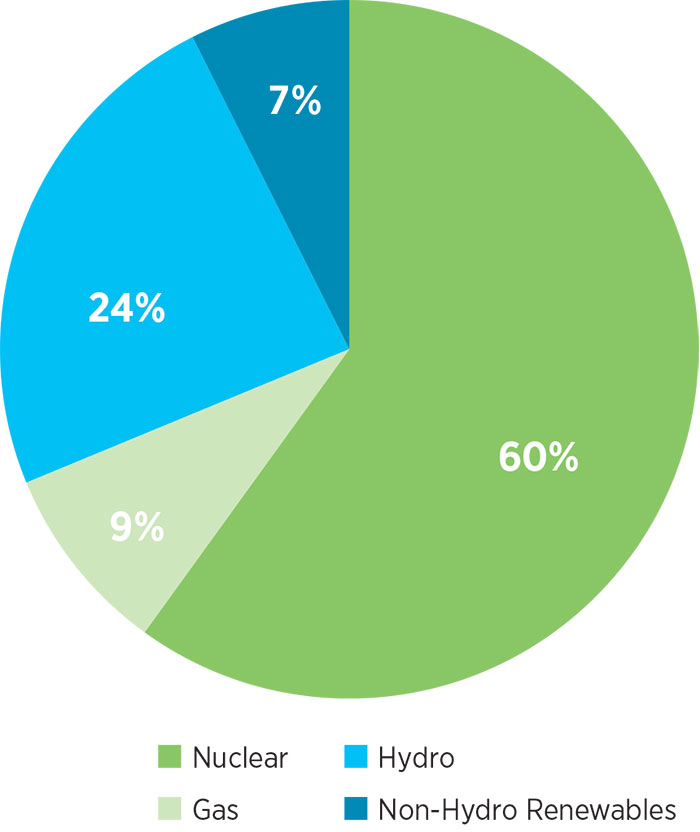 7%
24%
60%
9%
Nuclear
Hydro
Gas
Non-Hydro Renewables